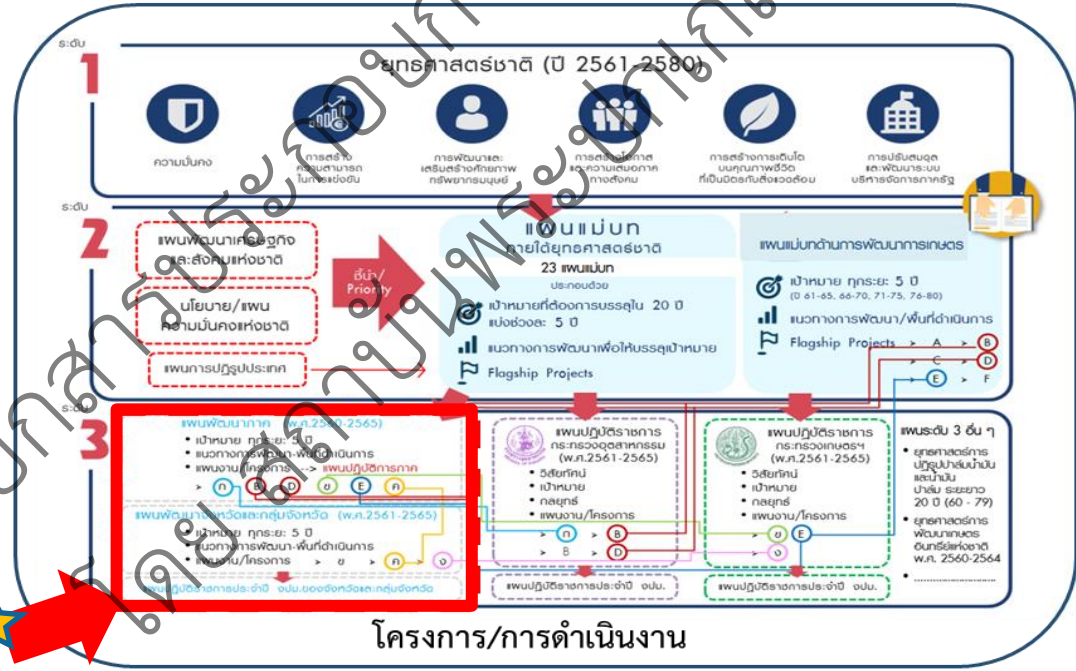 ระดับ
1
ยุทธศาสตร์ชาติ (ปี 2561-2580)
ความมั่นคง
การสร้าง
ความสามารถ
ในการแข่งขัน
การพัฒนาและ
เสริมสร้างศักยภาพ
ทรัพยากรมนุษย์
การสร้างโอกาส
และความเสมอภาค
ทางสังคม
การสร้างการเติบโต
บนคุณภาพชีวิต
ที่เป็นมิตรกับสิ่งแวดล้อม
การปรับสมดุล
และพัฒนาระบบ
บริหารจัดการภาครัฐ
ระดับ
2
แผนพัฒนาเศรษฐกิจ
และสังคมแห่งชาติ
นโยบาย/แผน
ความมั่นคงแห่งชาติ
แผนการปฏิรูปประเทศ
ชี้นำ/
Priority
แผนแม่บท
ภายใต้ยุทธศาสตร์ชาติ
23 แผนแม่บท
ประกอบด้วย
เป้าหมายที่ต้องการบรรลุใน 20 ปี
แบ่งช่วงละ 5 ปี
แนวทางการพัฒนาเพื่อให้บรรลุเป้าหมาย
Flagship Projects
แผนแม่บทด้านการพัฒนาการเกษตร
เป้าหมาย ทุกระยะ 5 ปี
(ปี 61-65, 66-70, 71-75, 76-80)
แนวทางการพัฒนา/พื้นที่ดำเนินการ
Flagship Projects > A > B
> C > D
> E > F
ระดับ
3
แผนพัฒนาภาค (พ.ศ.2560-2565)
• เป้าหมาย ทุกระยะ 5 ปี
• แนวทางการพัฒนา-พื้นที่ดำเนินการ
• แผนงาน/โครงการ --> แผนปฏิบัติการภาค
> ก B D ข E ค
แผนพัฒนาจังหวัดและกลุ่มจังหวัด (พ.ศ.2561-2565)
• เป้าหมาย ทุกระยะ 5 ปี
• แนวทางการพัฒนา-พื้นที่ดำเนินการ
• แผนงาน/โครงการ > ข > ค > ง
แผนปฏิบัติราชการประจำปี งปม.ของจังหวัดและกลุ่มจังหวัด
แผนปฏิบัติราชการ
กระทรวงอุตสาหกรรม
(พ.ศ.2561-2565)
• วิสัยทัศน์
• เป้าหมาย
• กลยุทธ์
• แผนงาน/โครงการ
> ก > B
> B > D
แผนปฏิบัติราชการประจำปี งปม.
แผนปฏิบัติราชการ
กระทรวงเกษตรฯ
(พ.ศ.2561-2565)
• วิสัยทัศน์
• เป้าหมาย
• กลยุทธ์
• แผนงาน/โครงการ
> ข E
> ง
แผนปฏิบัติราชการประจำปี งปม.
แผนระดับ 3 อื่น ๆ
• ยุทธศาสตร์การ
ปฏิรูปปาล์มน้ำมัน
และน้ำมัน
ปาล์ม ระยะยาว
20 ปี (60 - 79)
• ยุทธศาสตร์การ
พัฒนาเกษตร
อินทรีย์แห่งชาติ
พ.ศ. 2560-2564
• ........................
โครงการ/การดำเนินงาน